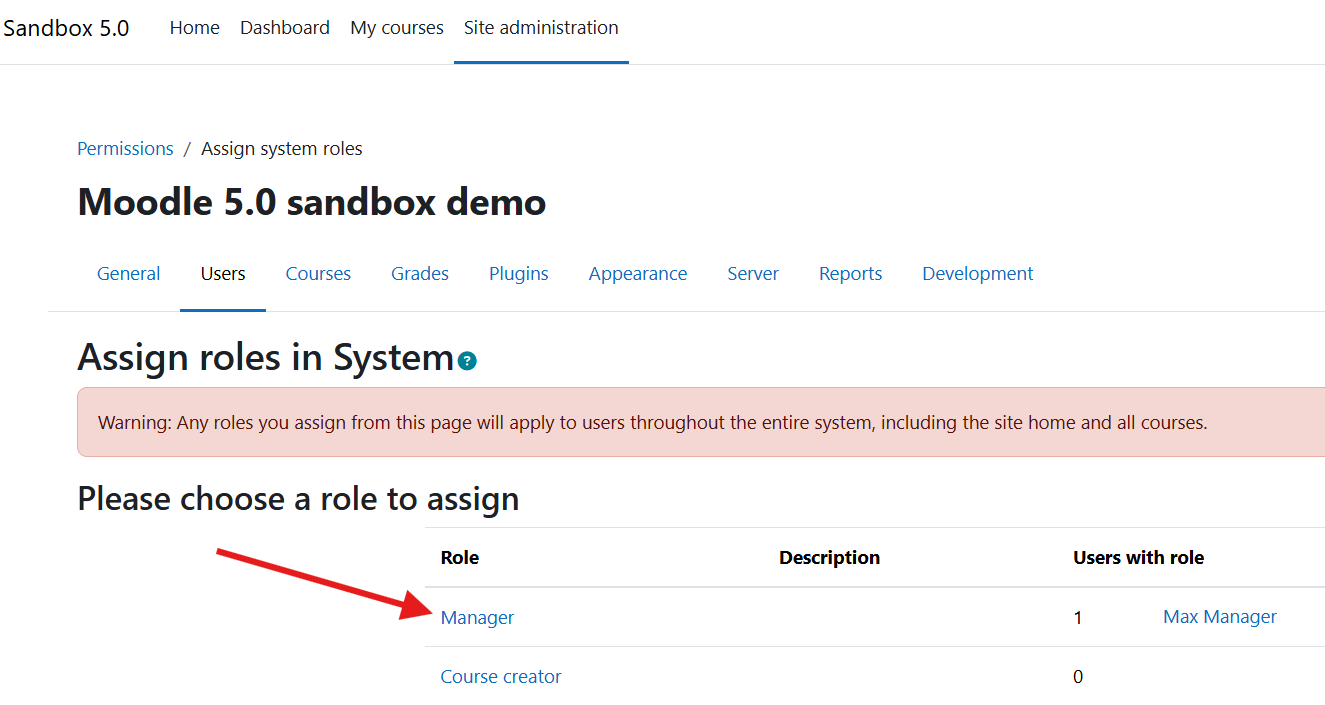 Sandbox 5.0 Home Dashboard My courses Site administration
Permissions / Assign system roles
Moodle 5.0 sandbox demo
General Users Courses Grades Plugins Appearance Server Reports Development
Assign roles in System ?
Warning: Any roles you assign from this page will apply to users throughout the entire system, including the site home and all courses.
Please choose a role to assign
Role Description Users with role
Manager 1 Max Manager
Course creator 0